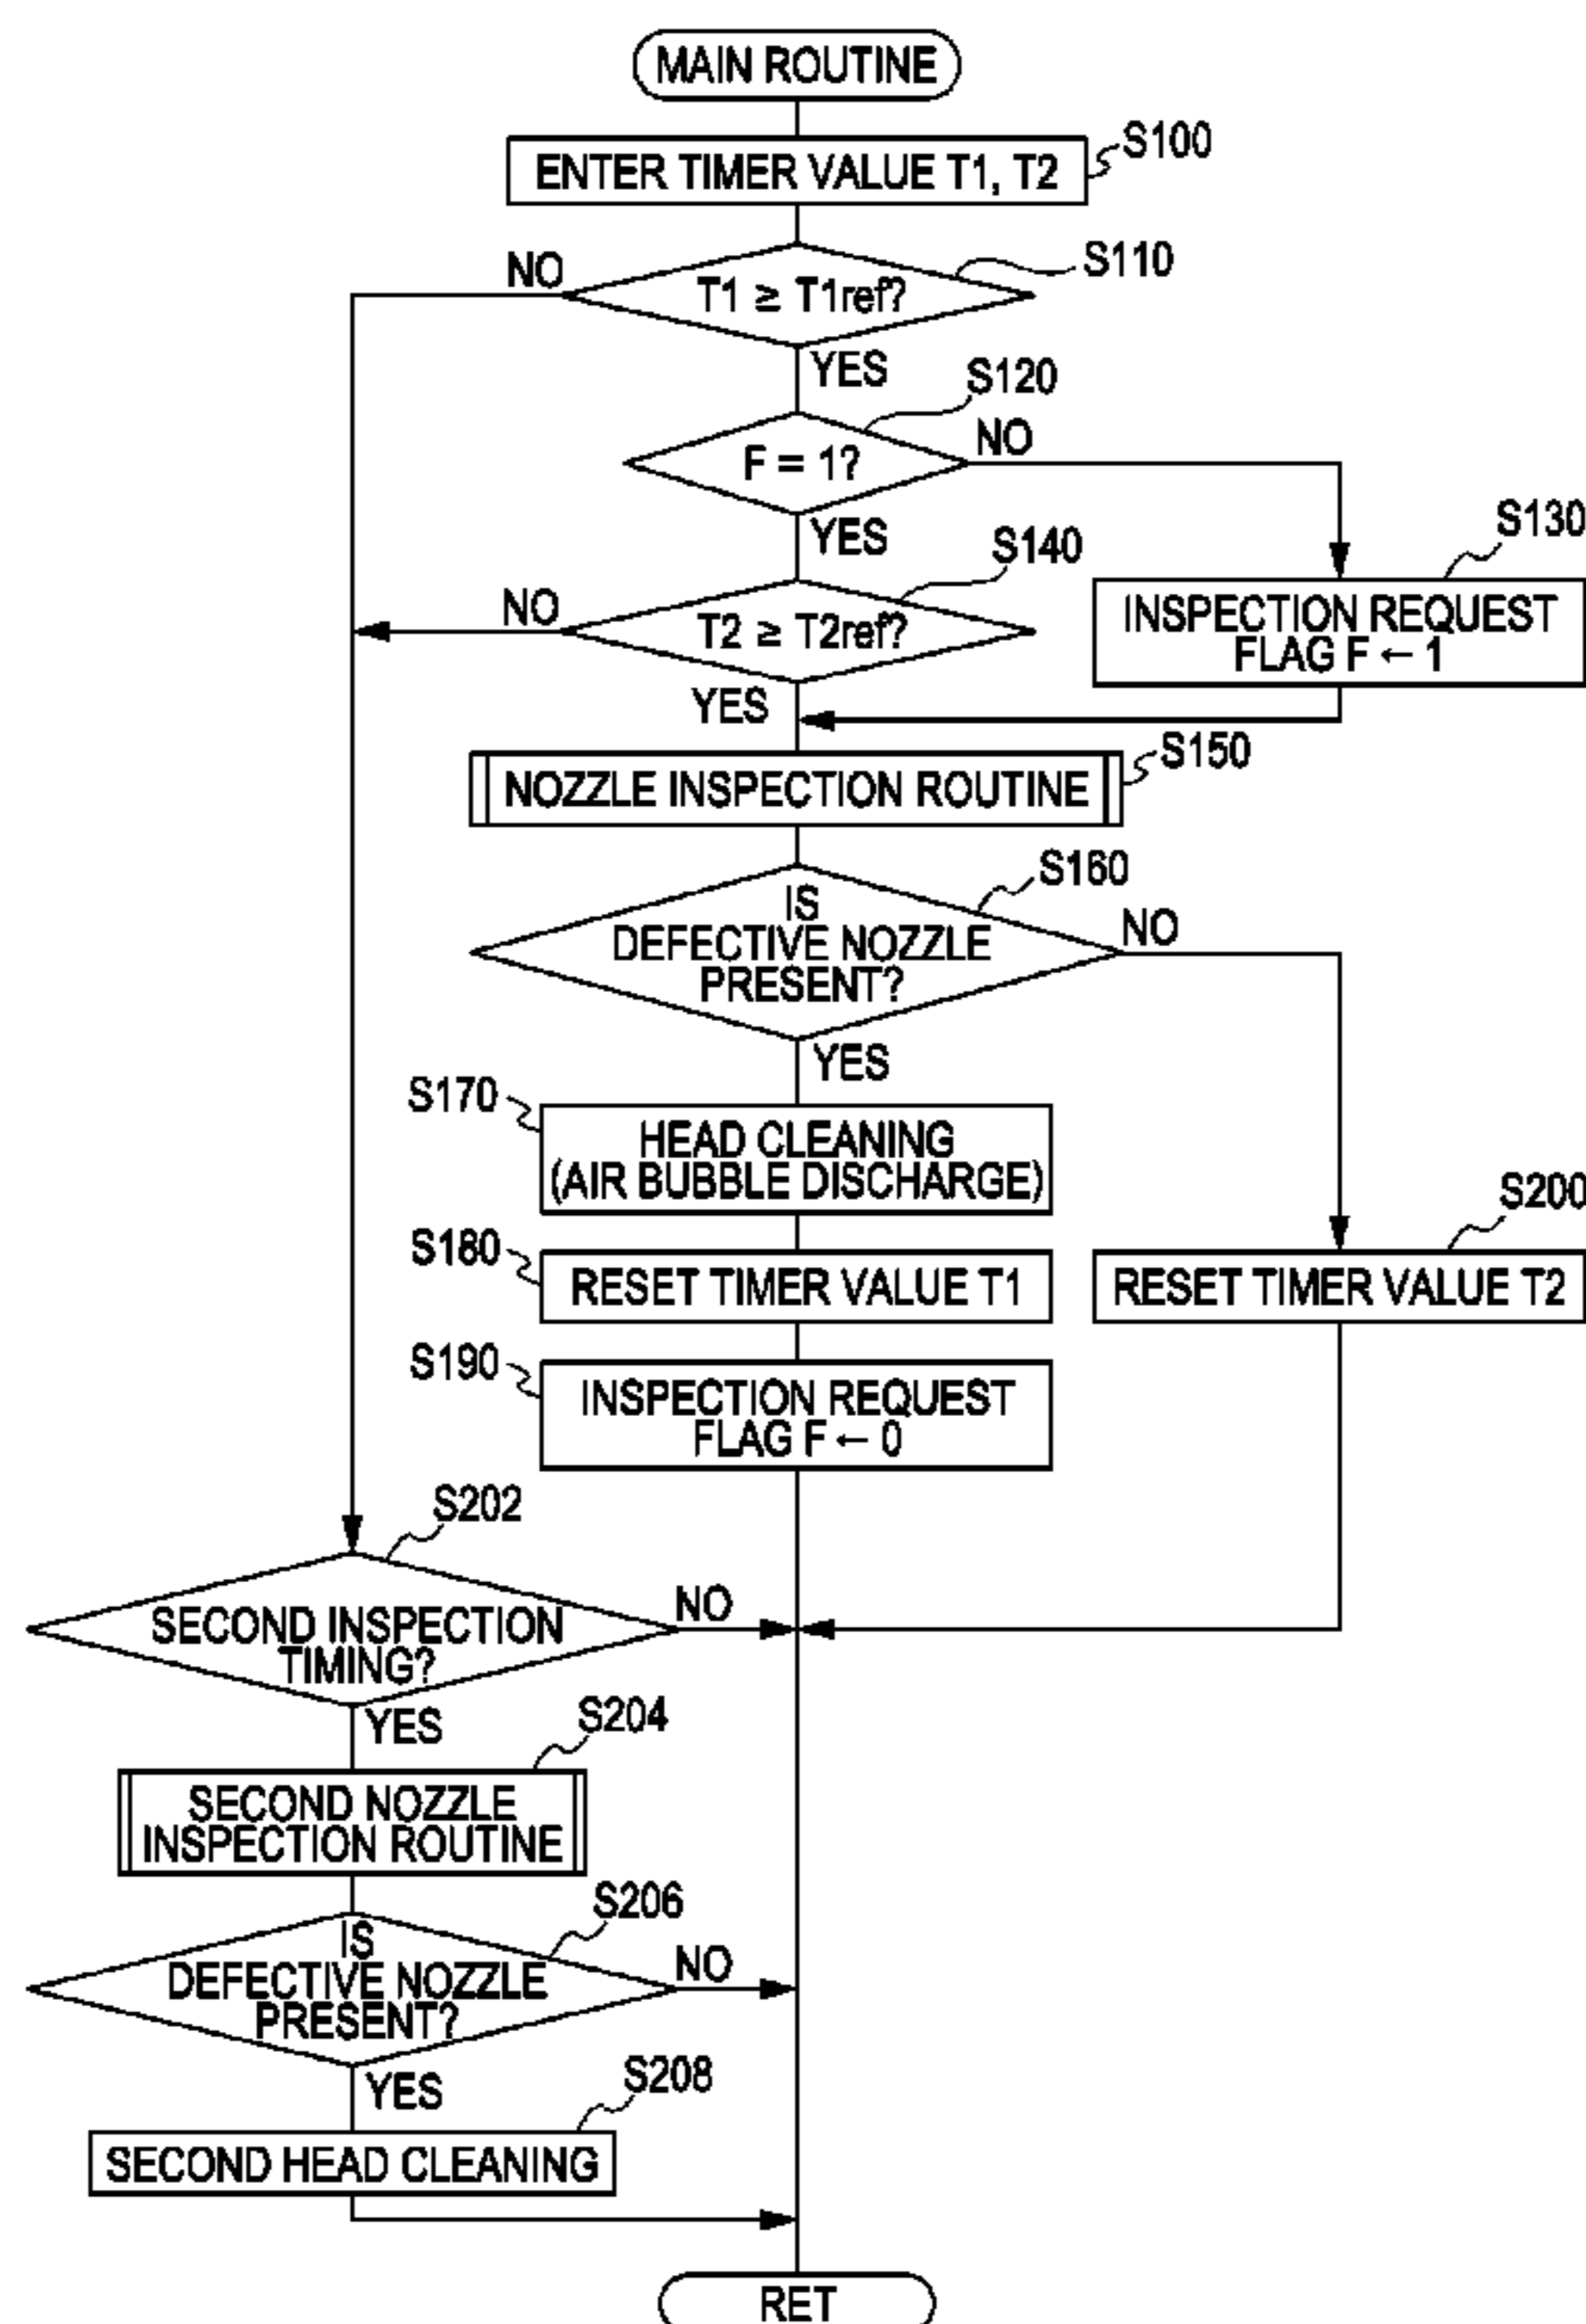 MAIN ROUTINE
ENTER TIMER VALUE T1, T2
S100
T1 ≥ T1ref?
S110
NO
YES
F = 1?
S120
NO
YES
INSPECTION REQUEST
FLAG F ← 1
S130
T2 ≥ T2ref?
S140
NO
YES
NOZZLE INSPECTION ROUTINE
S150
IS
DEFECTIVE NOZZLE
PRESENT?
S160
NO
YES
S170
HEAD CLEANING
(AIR BUBBLE DISCHARGE)
S180
RESET TIMER VALUE T1
S200
RESET TIMER VALUE T2
S190
INSPECTION REQUEST
FLAG F ← 0
S202
SECOND INSPECTION
TIMING?
NO
YES
S204
SECOND NOZZLE
INSPECTION ROUTINE
S206
IS
DEFECTIVE NOZZLE
PRESENT?
NO
YES
S208
SECOND HEAD CLEANING
RET